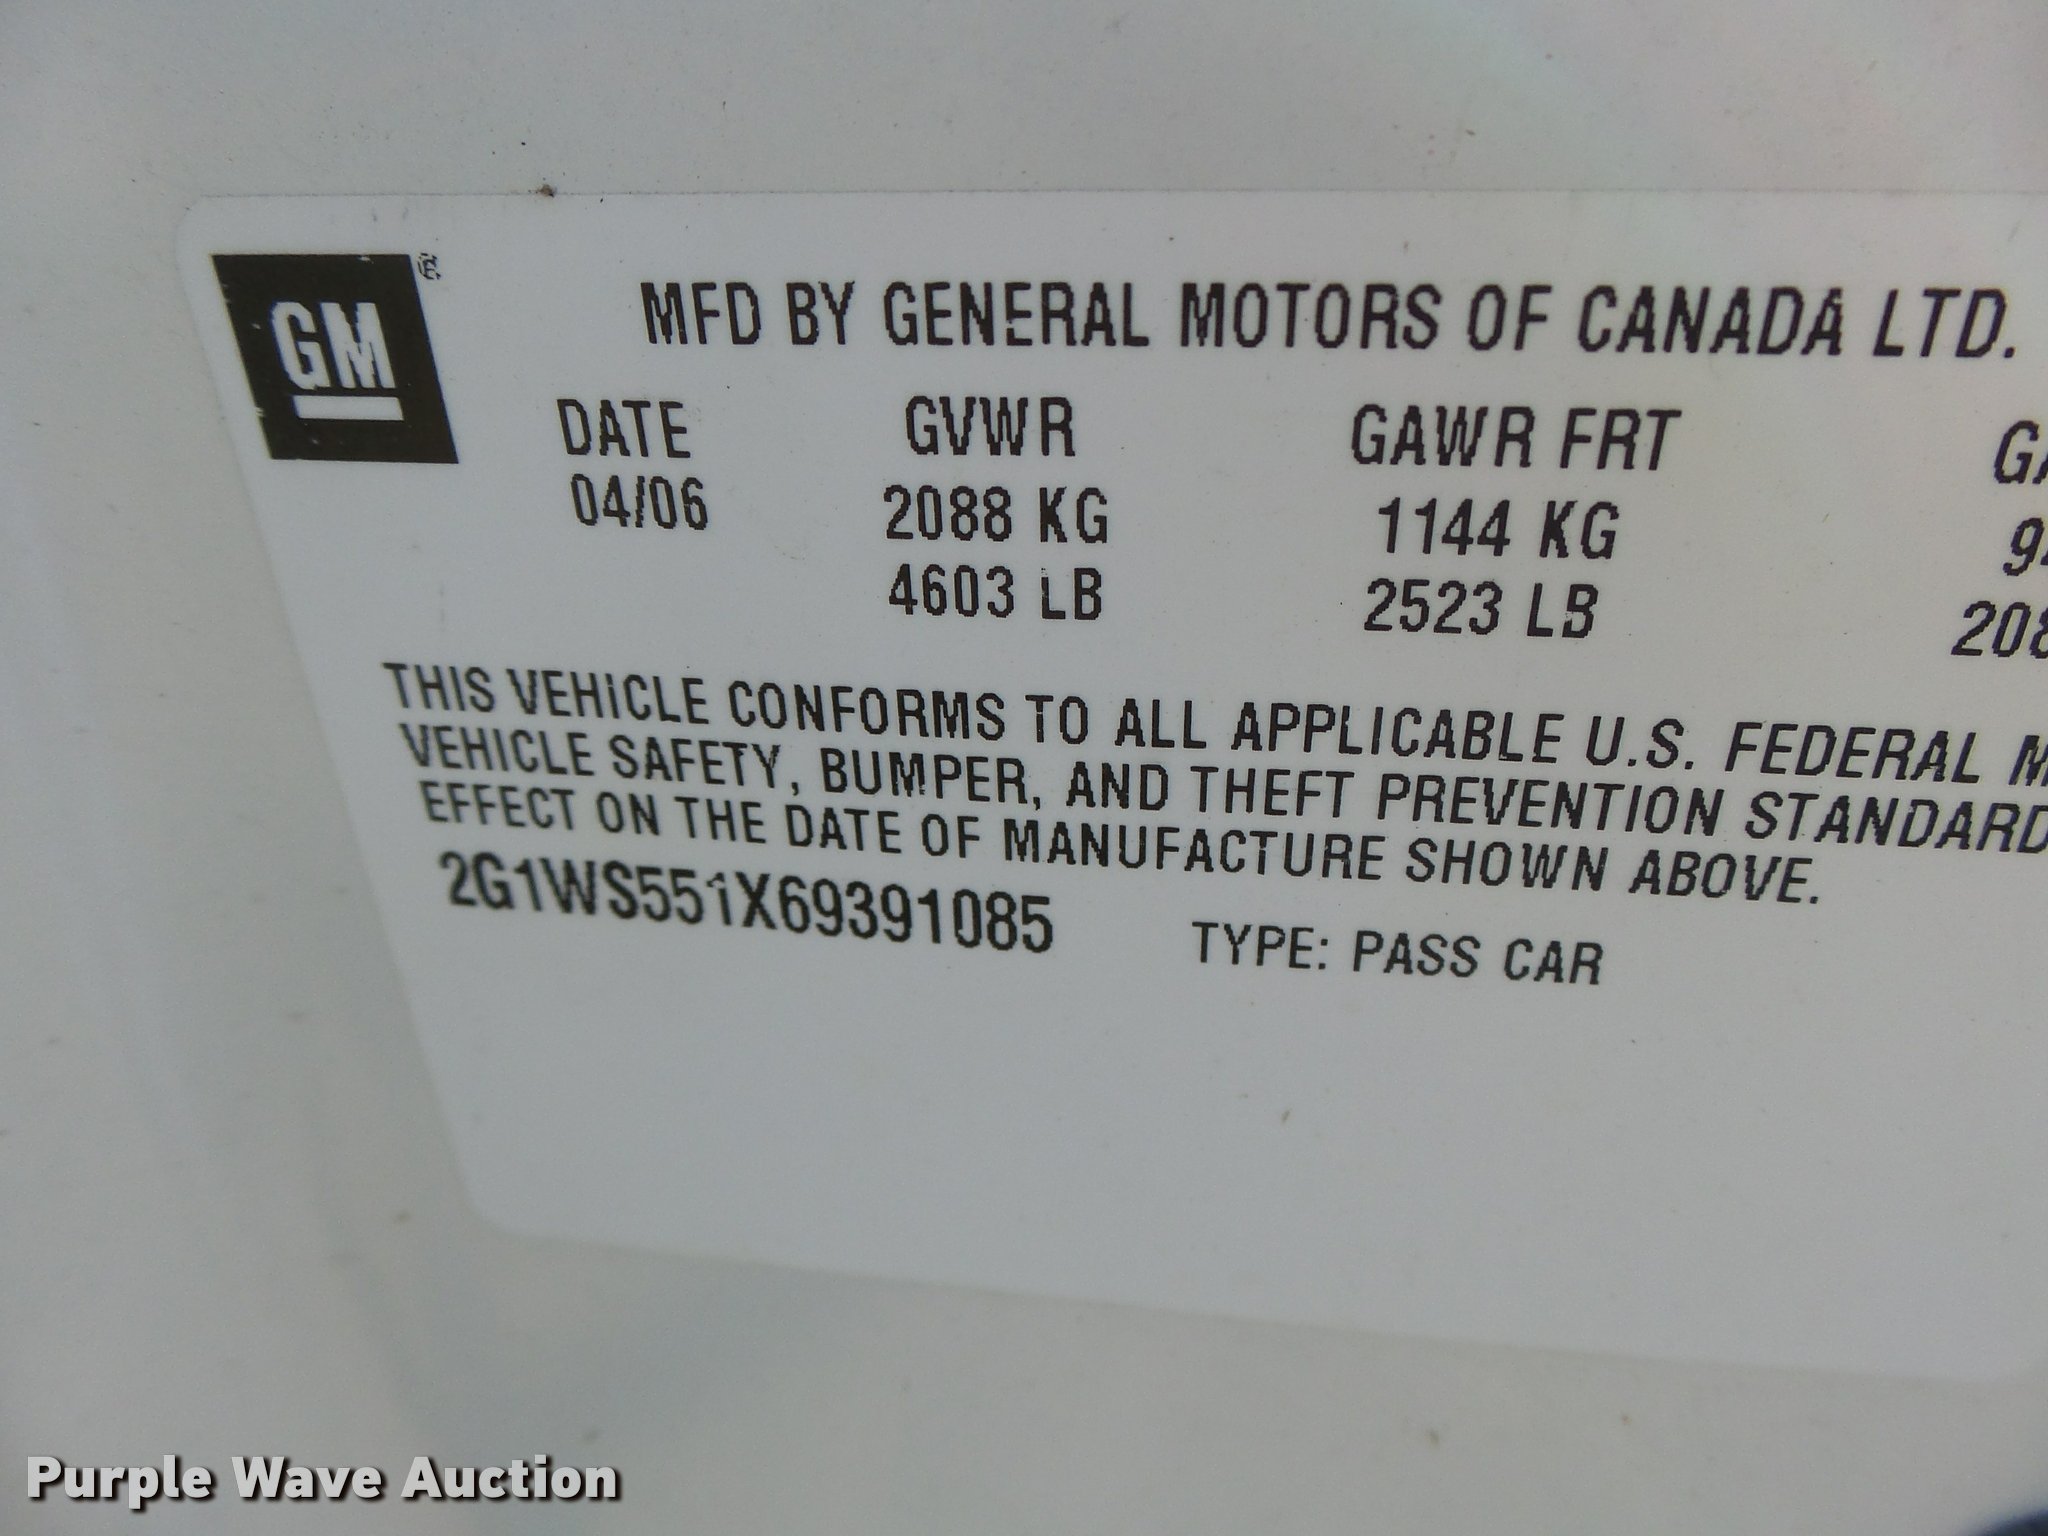 GM ®
MFD BY GENERAL MOTORS OF CANADA LTD.
DATE GVWR GAWR FRT
04/06 2088 KG 1144 KG
4603 LB 2523 LB
THIS VEHICLE CONFORMS TO ALL APPLICABLE U.S. FEDERAL
VEHICLE SAFETY, BUMPER, AND THEFT PREVENTION STANDARD
EFFECT ON THE DATE OF MANUFACTURE SHOWN ABOVE.
2G1WS551X69391085 TYPE: PASS CAR
Purple Wave Auction